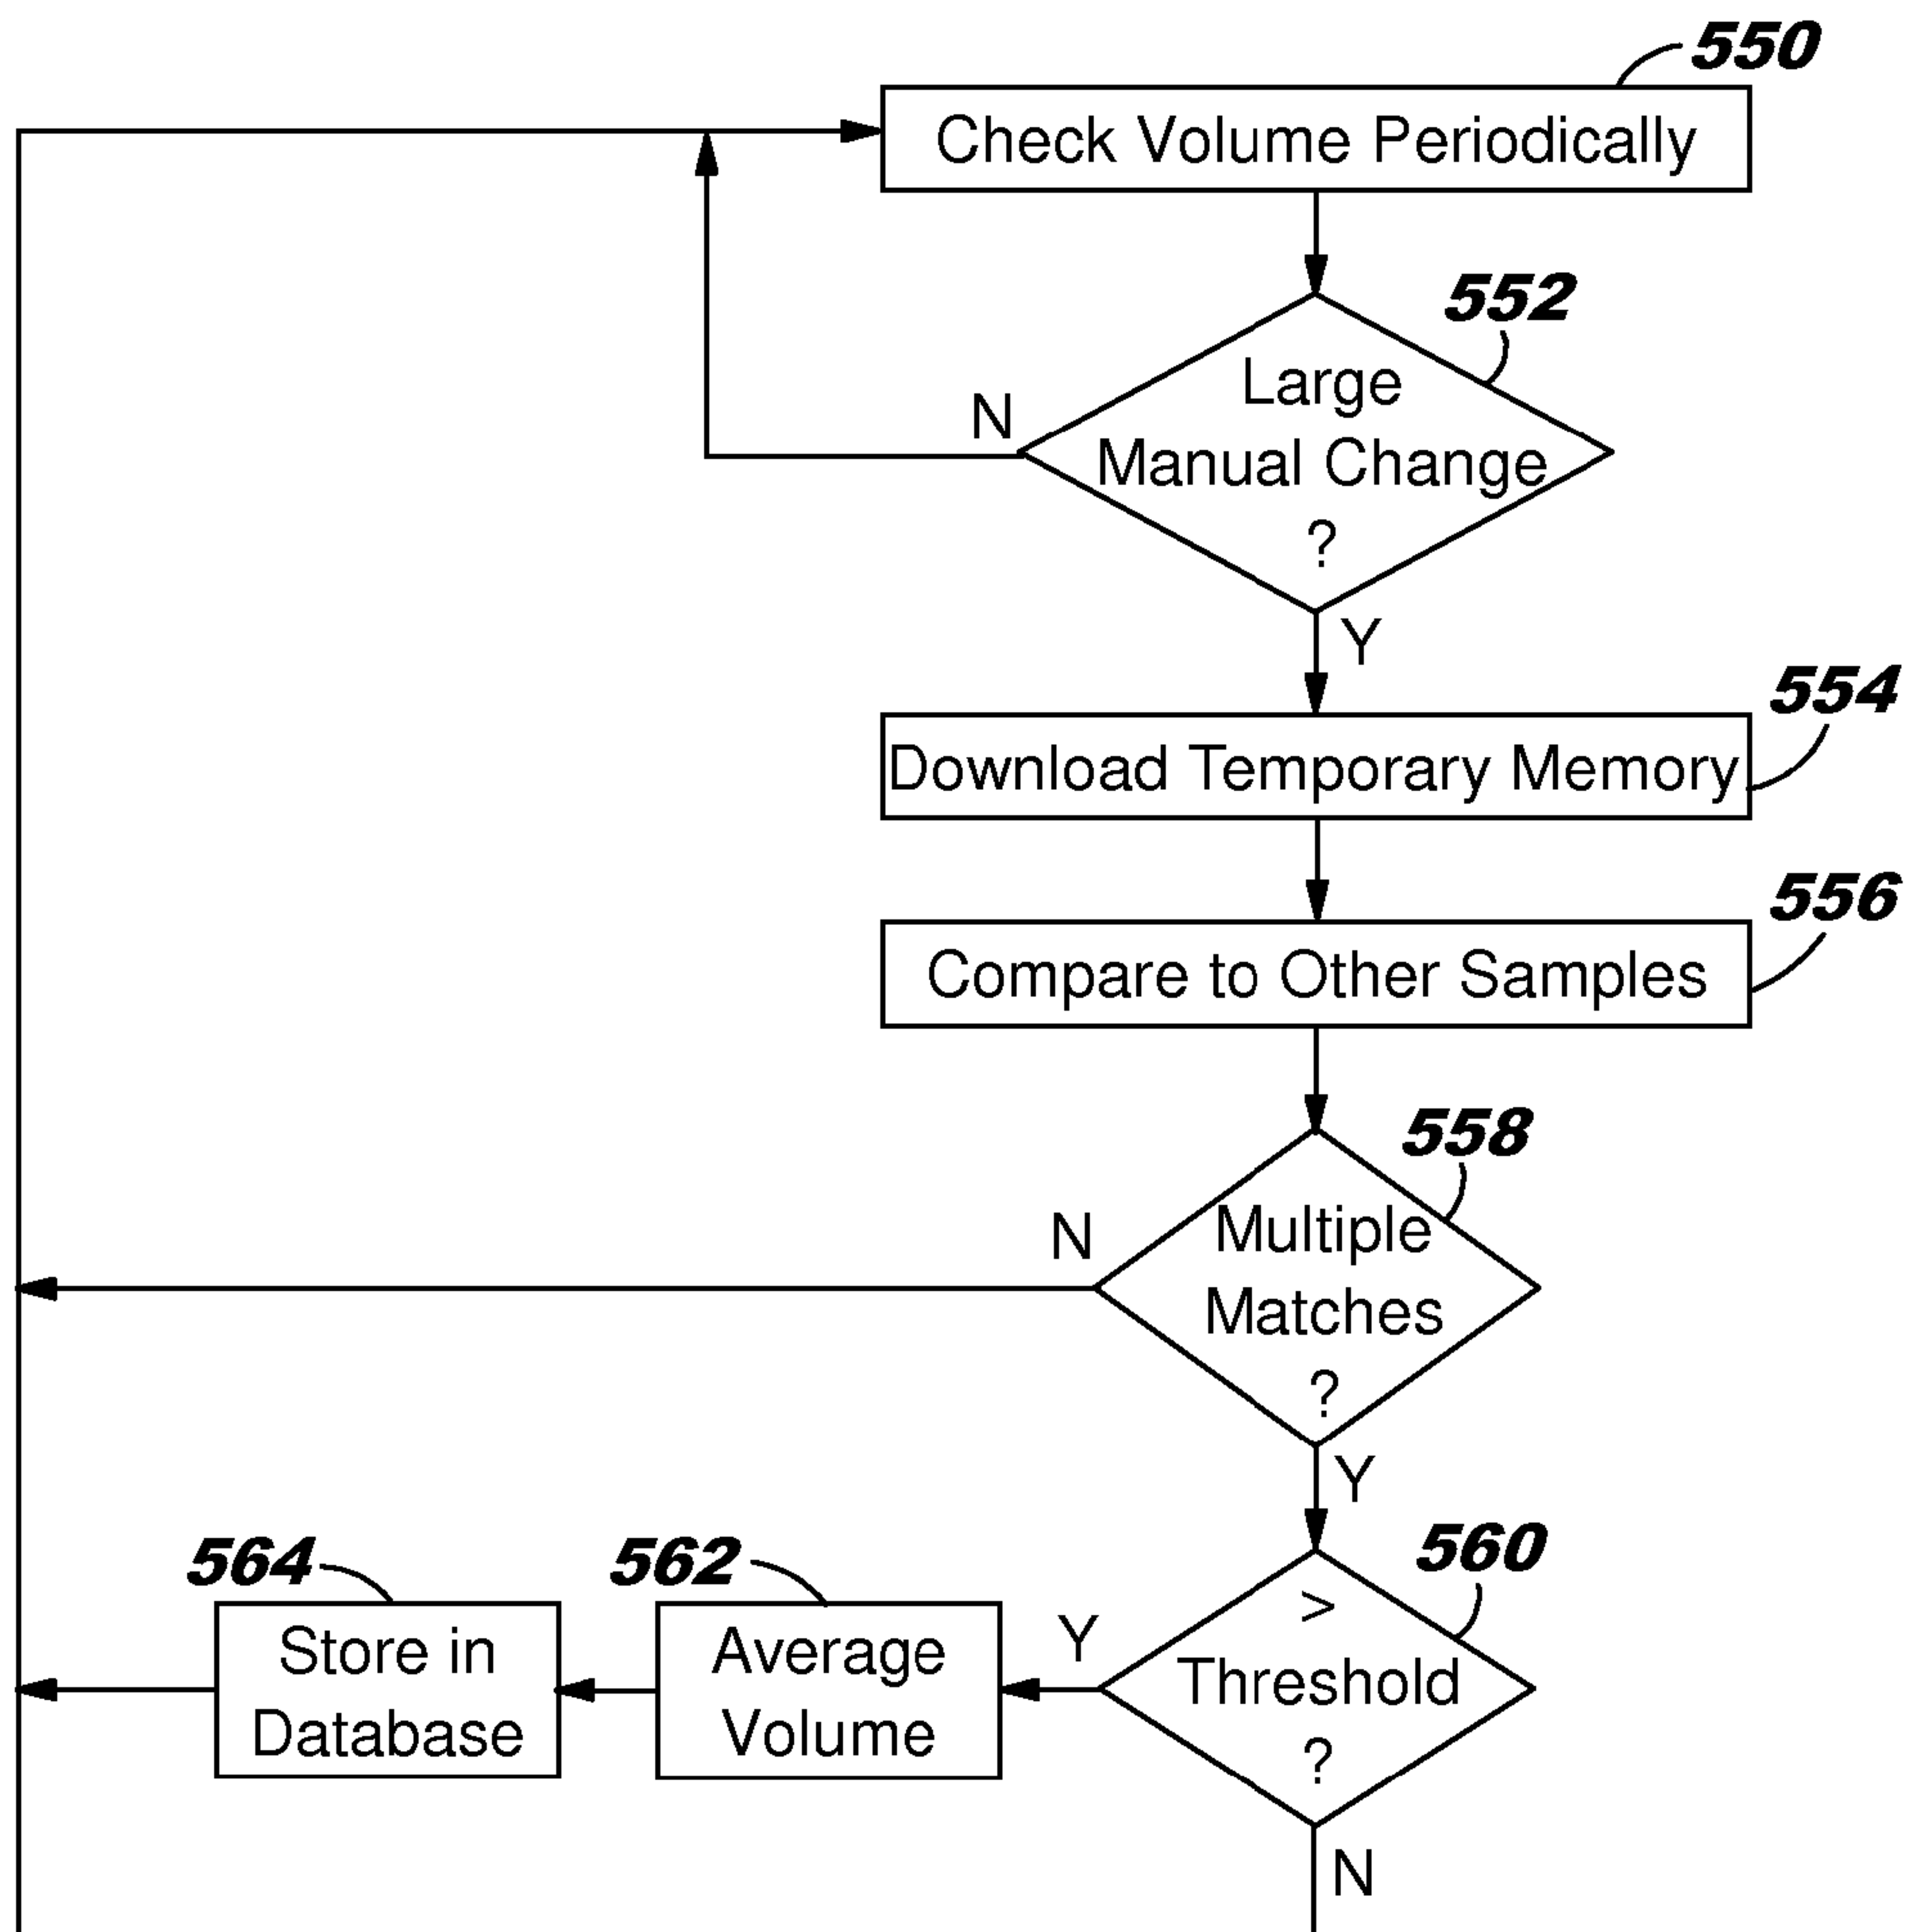 550
Check Volume Periodically
552
Large
Manual Change
?
N
Y
554
Download Temporary Memory
556
Compare to Other Samples
558
Multiple
Matches
?
N
Y
560
>
Threshold
?
Y
N
562
Average
Volume
564
Store in
Database